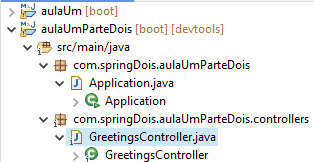 aulaUm [boot]
aulaUmParteDois [boot] [devtools]
src/main/java
com.springDois.aulaUmParteDois
Application.java
Application
com.springDois.aulaUmParteDois.controllers
GreetingsController.java
GreetingsController